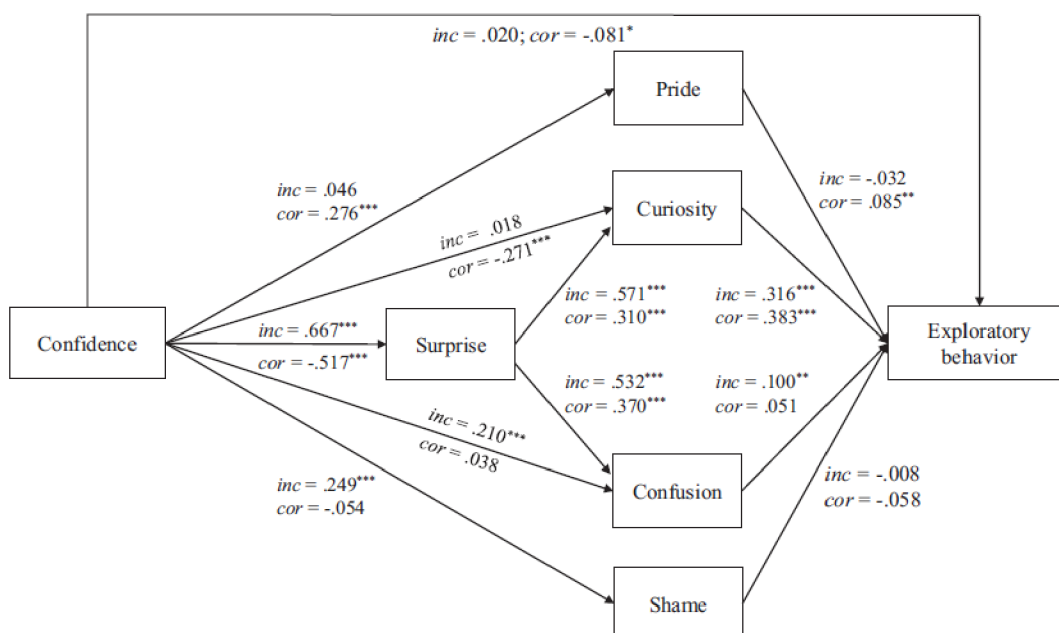 inc = .020; cor = -.081*
Pride
inc = .046
cor = .276***
inc = -.032
cor = .085**
Curiosity
inc = .018
cor = -.271***
inc = .571***
cor = .310***
inc = .316***
cor = .383***
Confidence
inc = .667***
cor = -.517***
Surprise
Exploratory
behavior
inc = .532***
cor = .370***
inc = .100**
cor = .051
inc = .210***
cor = .038
Confusion
inc = .249***
cor = -.054
inc = -.008
cor = -.058
Shame